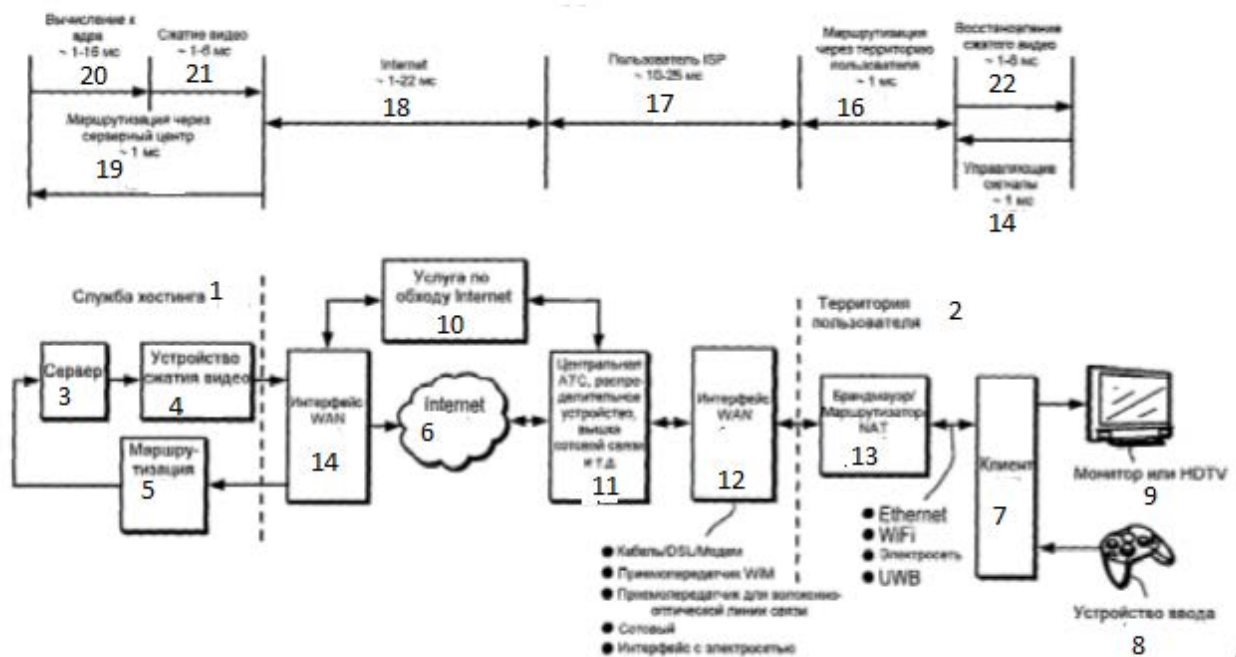 Вычисление к
ядра
~ 1-16 мс
20
Сжатие видео
~ 1-6 мс
21
Маршрутизация через
серверный центр
~ 1 мс
19
Internet
~ 1-22 мс
18
Пользователь ISP
~ 10-25 мс
17
Маршрутизация
через территорию
пользователя
~ 1 мс
16
Восстановление
сжатого видео
~ 1-6 мс
22
Управляющие
сигналы
~ 1 мс
14
Служба хостинга 1
Услуга по
обходу Internet
10
Территория
пользователя
2
Сервер
3
Устройство
сжатия видео
4
Маршру-
тизация
5
Интерфейс
WAN
14
Internet
6
Центральная
АТС, распре-
делительное
устройство,
вышка
сотовой связи
и т.д.
11
Интерфейс
WAN
12
Брандмауэр/
Маршрутизатор
NAT
13
Клиент
7
Монитор или HDTV
9
Устройство ввода
8
● Ethernet
● WiFi
● Электросеть
● UWB
● Кабель/DSL/Модем
● Приемопередатчик WiM
● Приемопередатчик для волоконно-
оптической линии связи
● Сотовый
● Интерфейс с электросетью